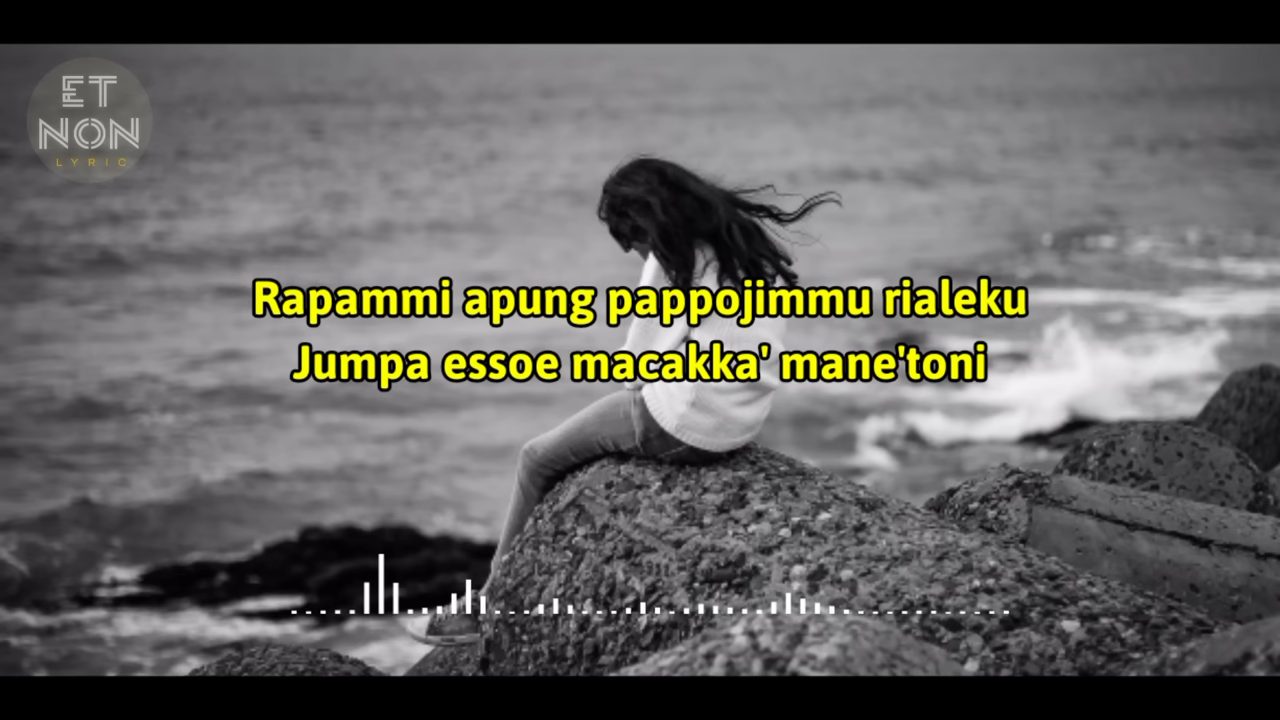 ET
NON
LYRIC
Rapammi apung pappojimmu rialeku
Jumpa essoe macakka' mane'toni